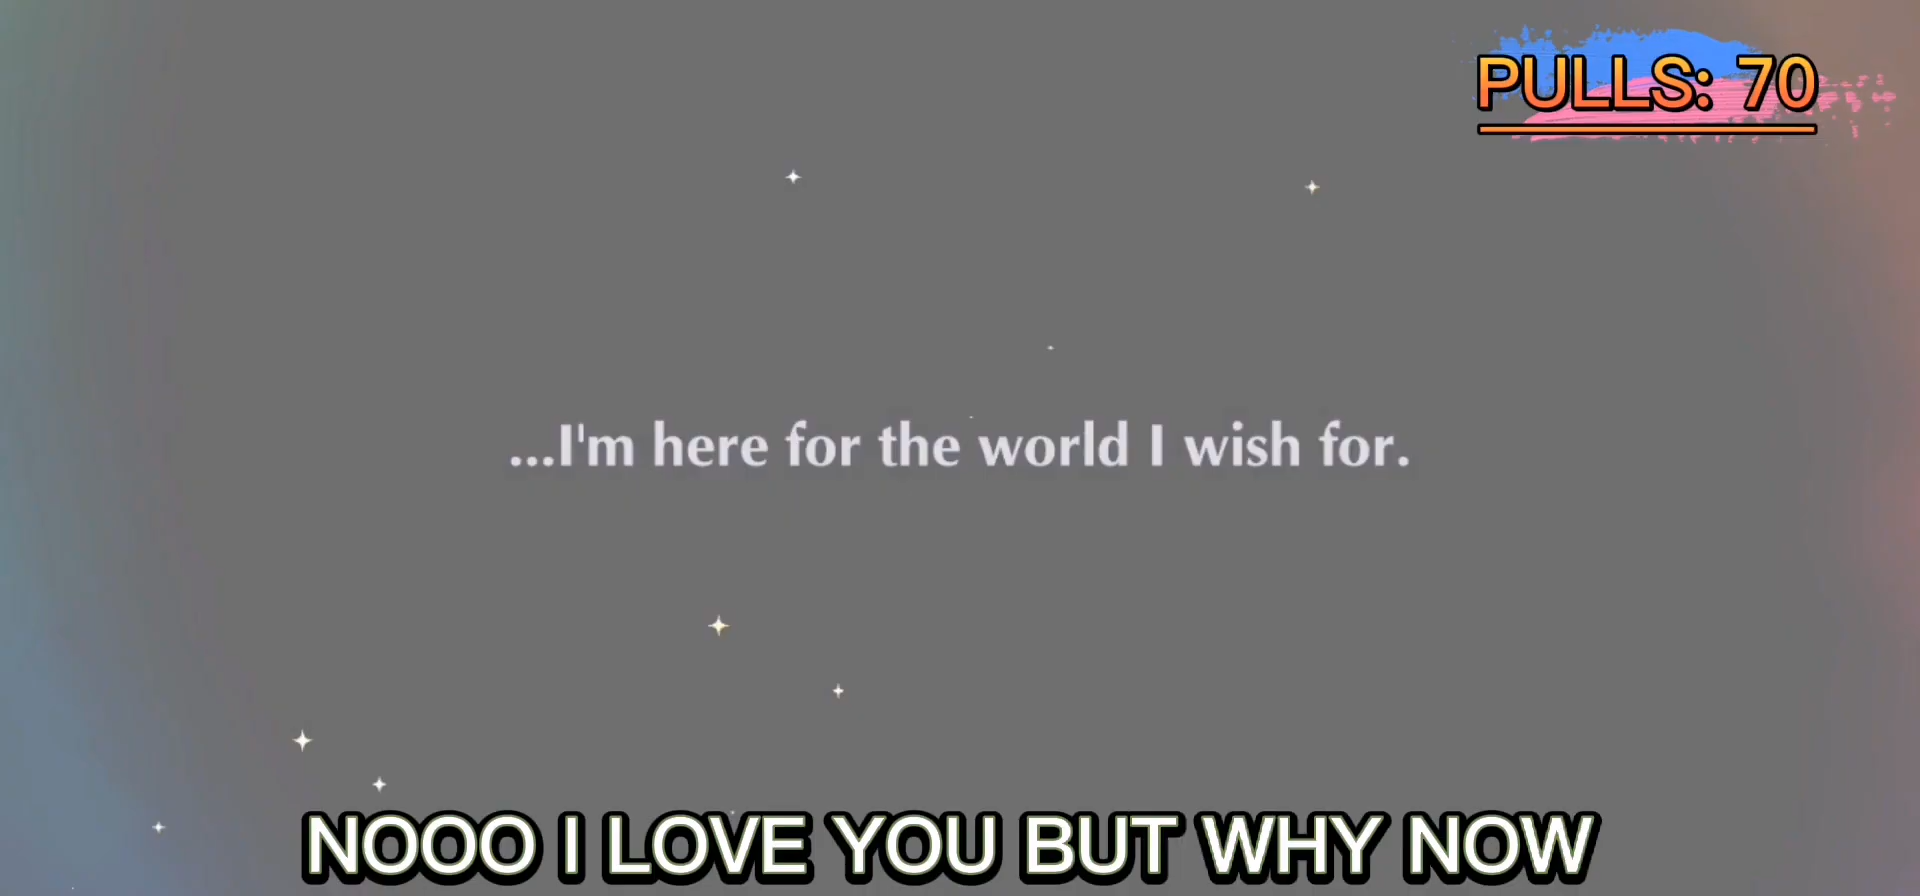 PULLS: 70
...I'm here for the world I wish for.
NOOO I LOVE YOU BUT WHY NOW